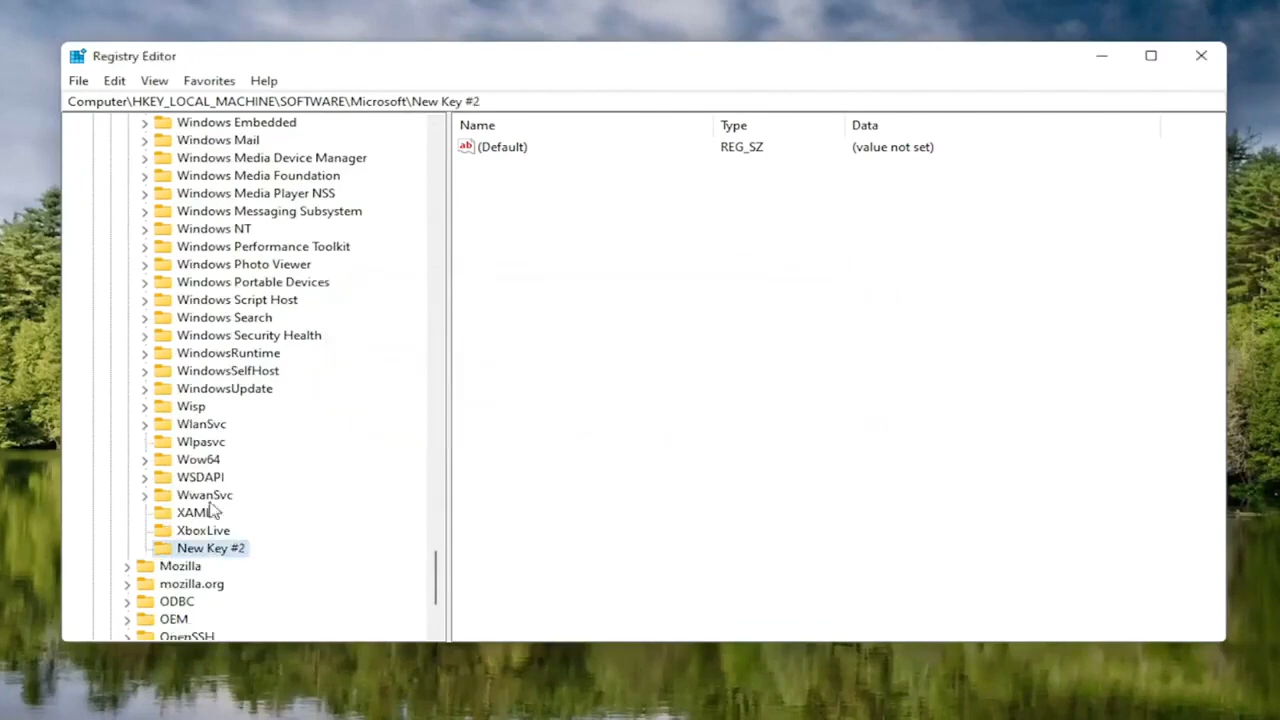 Registry Editor
File Edit View Favorites Help
Computer\HKEY_LOCAL_MACHINE\SOFTWARE\Microsoft\New Key #2
Name Type Data
(Default) REG_SZ (value not set)
Windows Embedded
Windows Mail
Windows Media Device Manager
Windows Media Foundation
Windows Media Player NSS
Windows Messaging Subsystem
Windows NT
Windows Performance Toolkit
Windows Photo Viewer
Windows Portable Devices
Windows Script Host
Windows Search
Windows Security Health
WindowsRuntime
WindowsSelfHost
WindowsUpdate
Wisp
WlanSvc
Wlpasvc
Wow64
WSDAPI
WwanSvc
XAML
XboxLive
New Key #2
Mozilla
mozilla.org
ODBC
OEM
OpenSSH